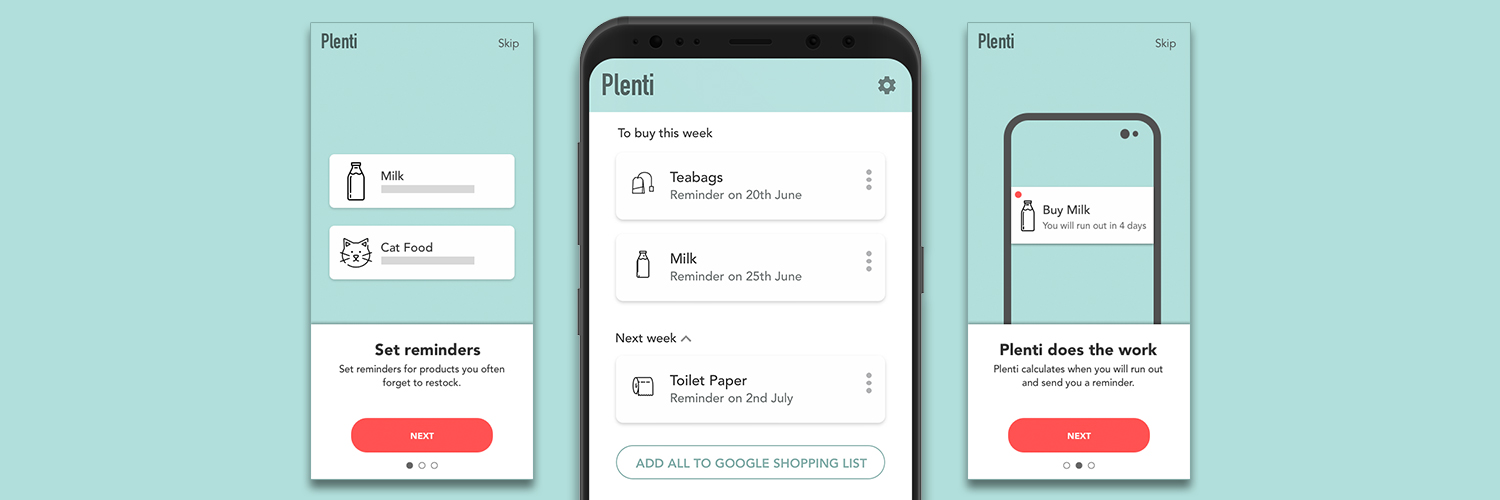 Plenti
Skip
Milk
Cat Food
Set reminders
Set reminders for products you often
forget to restock.
NEXT
Plenti
To buy this week
Teabags
Reminder on 20th June
Milk
Reminder on 25th June
Next week
Toilet Paper
Reminder on 2nd July
ADD ALL TO GOOGLE SHOPPING LIST
Plenti
Skip
Buy Milk
You will run out in 4 days
Plenti does the work
Plenti calculates when you will run out
and send you a reminder.
NEXT